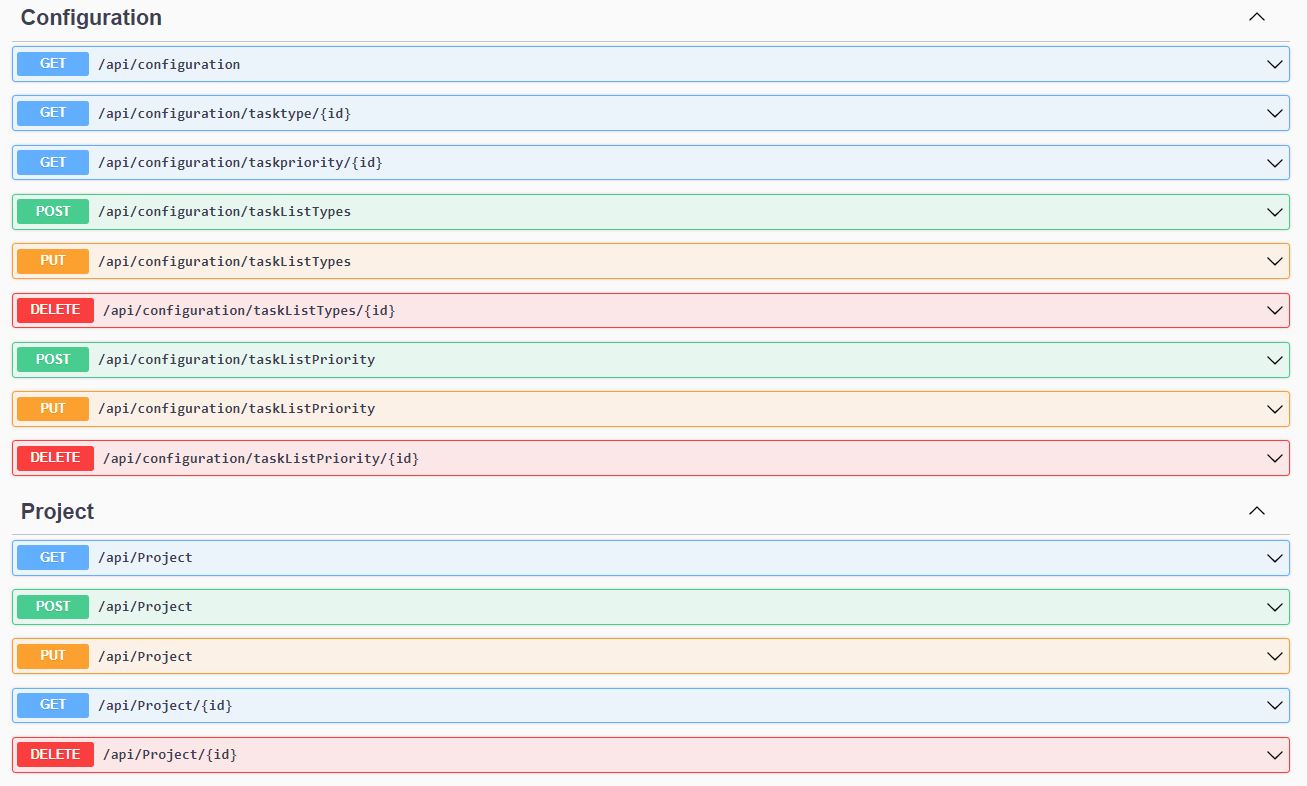 Configuration
GET /api/configuration
GET /api/configuration/tasktype/{id}
GET /api/configuration/taskpriority/{id}
POST /api/configuration/taskListTypes
PUT /api/configuration/taskListTypes
DELETE /api/configuration/taskListTypes/{id}
POST /api/configuration/taskListPriority
PUT /api/configuration/taskListPriority
DELETE /api/configuration/taskListPriority/{id}
Project
GET /api/Project
POST /api/Project
PUT /api/Project
GET /api/Project/{id}
DELETE /api/Project/{id}